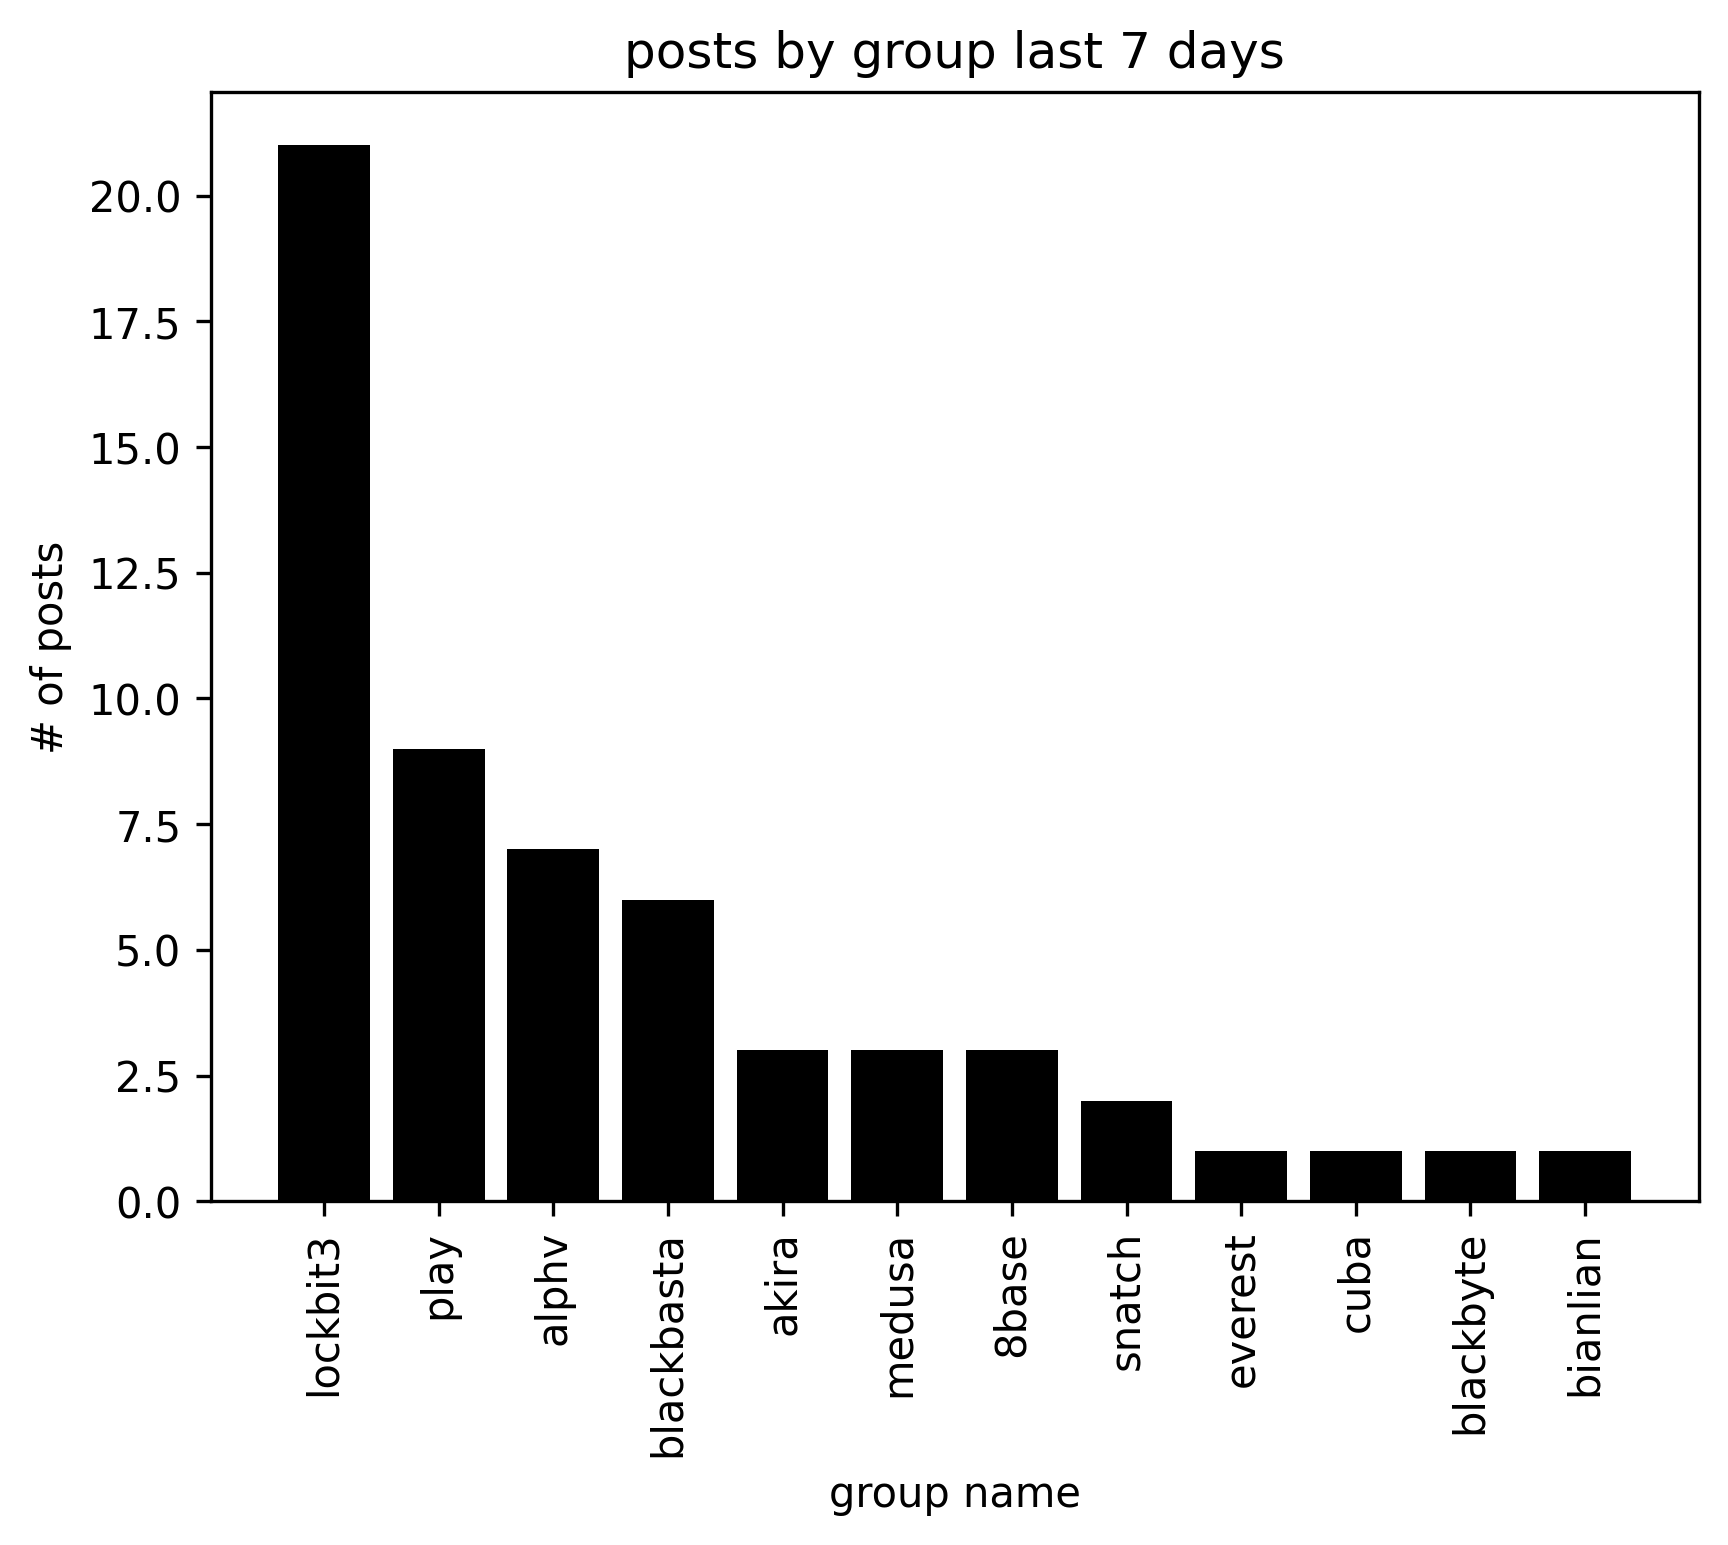 posts by group last 7 days
# of posts
20.0
17.5
15.0
12.5
10.0
7.5
5.0
2.5
0.0
lockbit3
play
alphv
blackbasta
akira
medusa
8base
snatch
everest
cuba
blackbyte
bianlian
group name